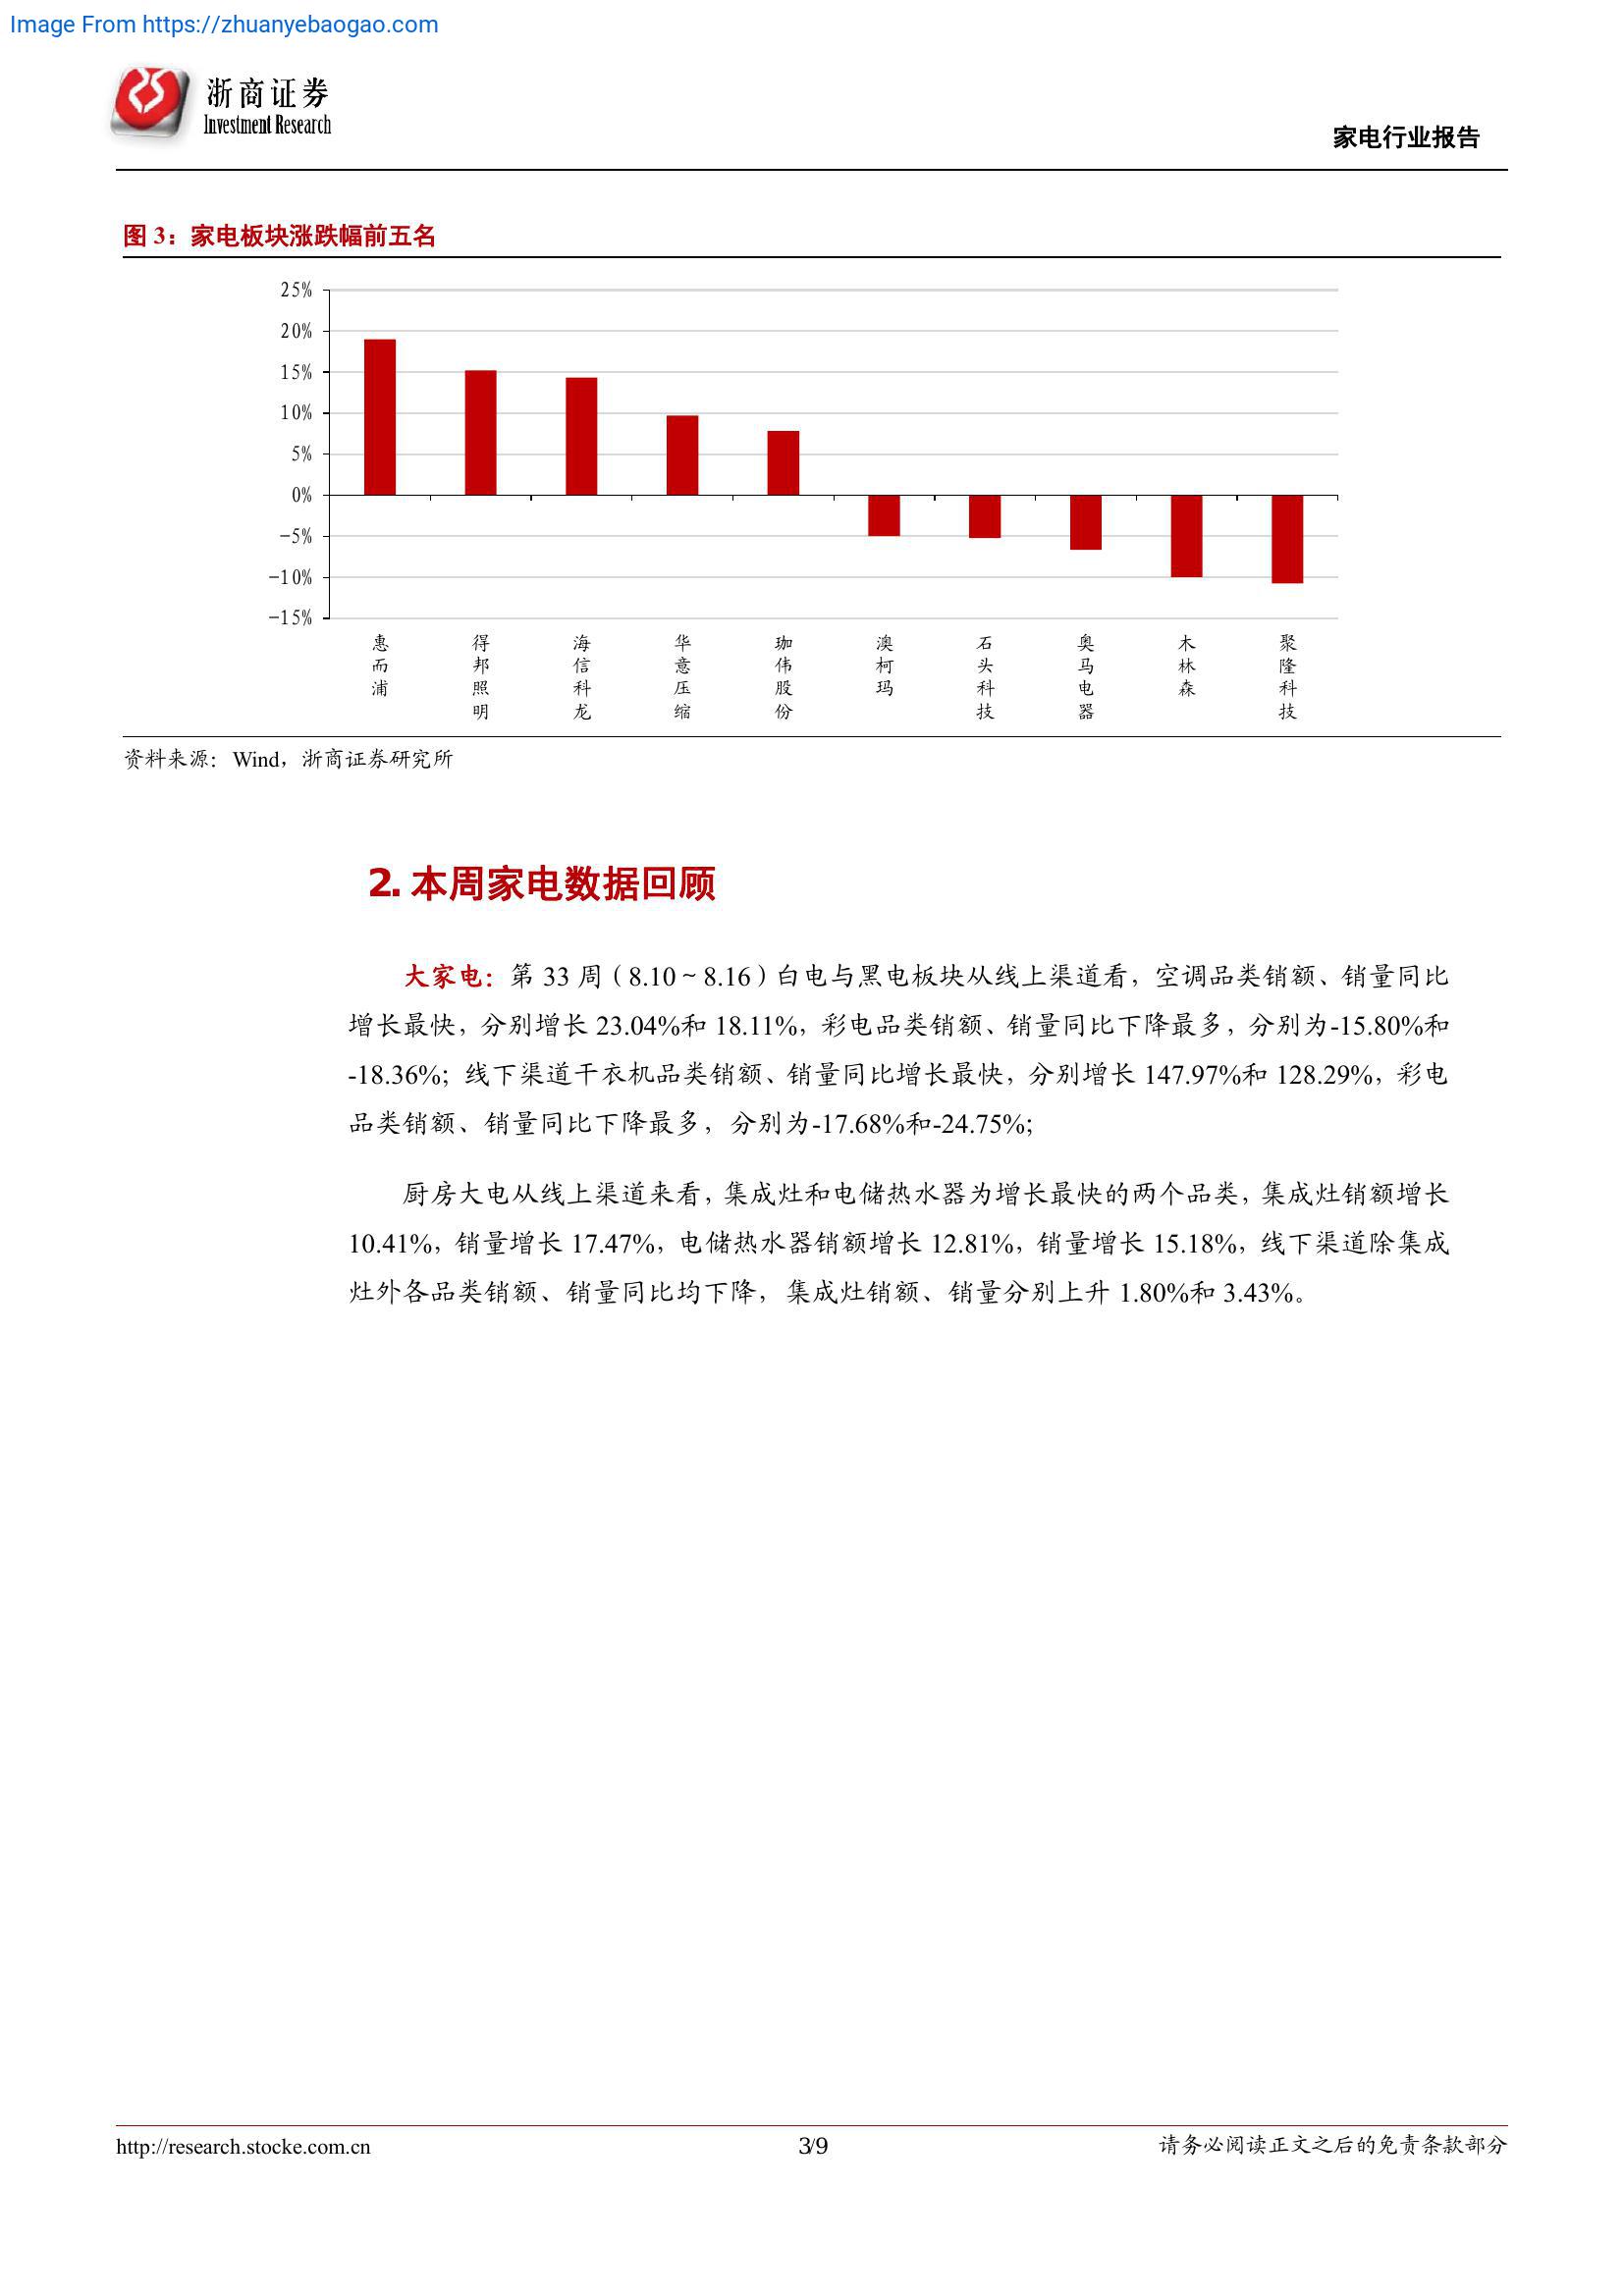 Image From https://zhuanyebaogao.com
浙商证券
Investment Research
家电行业报告
图 3：家电板块涨跌幅前五名
25%
20%
15%
10%
5%
0%
-5%
-10%
-15%
惠而浦
得邦照明
海信科龙
华意压缩
珈伟股份
澳柯玛
石头科技
奥马电器
木林森
聚隆科技
资料来源：Wind，浙商证券研究所
2. 本周家电数据回顾
大家电：第 33 周（8.10～8.16）白电与黑电板块从线上渠道看，空调品类销额、销量同比
增长最快，分别增长 23.04%和 18.11%，彩电品类销额、销量同比下降最多，分别为-15.80%和
-18.36%；线下渠道干衣机品类销额、销量同比增长最快，分别增长 147.97%和 128.29%，彩电
品类销额、销量同比下降最多，分别为-17.68%和-24.75%；
厨房大电从线上渠道来看，集成灶和电储热水器为增长最快的两个品类，集成灶销额增长
10.41%，销量增长 17.47%，电储热水器销额增长 12.81%，销量增长 15.18%，线下渠道除集成
灶外各品类销额、销量同比均下降，集成灶销额、销量分别上升 1.80%和 3.43%。
http://research.stocke.com.cn
3/9
请务必阅读正文之后的免责条款部分